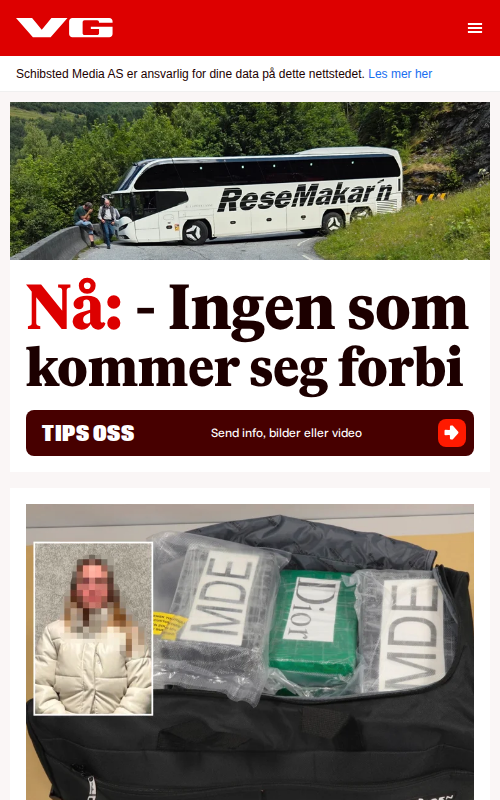 VG
Schibsted Media AS er ansvarlig for dine data på dette nettstedet. Les mer her
ReseMakar'n
Nå: - Ingen som
kommer seg forbi
TIPS OSS
Send info, bilder eller video
MDE
Dior
MDE